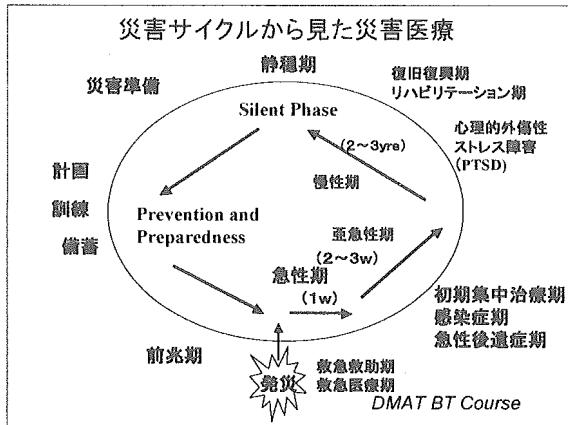 災害サイクルから見た災害医療
静穏期
Silent Phase
災害準備
復旧復興期
リハビリテーション期
心理的外傷性
ストレス障害
(PTSD)
(2～3yrs)
慢性期
計画
訓練
備蓄
Prevention and
Preparedness
亜急性期
(2～3w)
急性期
(1w)
初期集中治療期
感染症期
急性後遺症期
前兆期
発災
救急救助期
救急医療期
DMAT BT Course